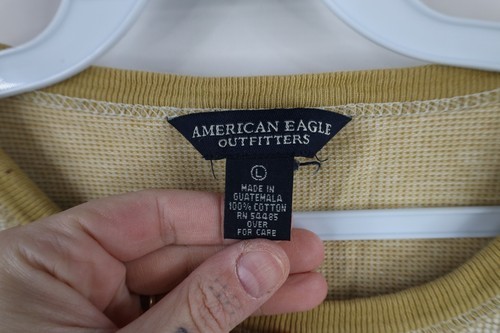 AMERICAN EAGLE
OUTFITTERS
L
MADE IN
GUATEMALA
100% COTTON
RN 54485
OVER
FOR CARE